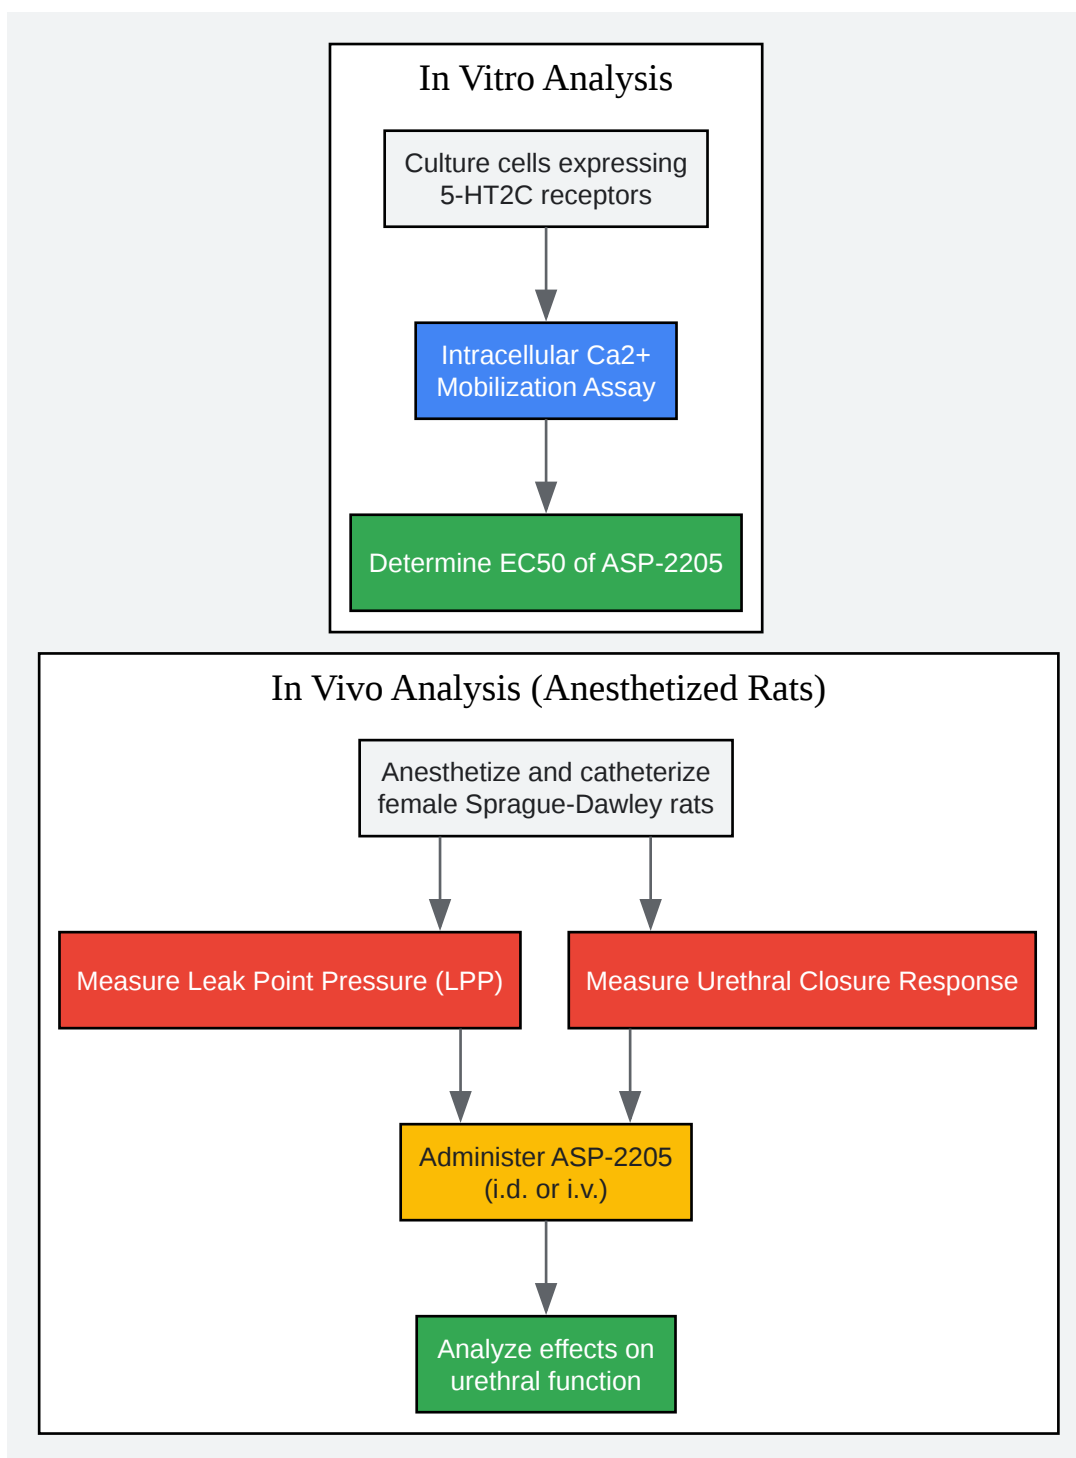 In Vitro Analysis
Culture cells expressing
5-HT2C receptors
Intracellular Ca2+
Mobilization Assay
Determine EC50 of ASP-2205
In Vivo Analysis (Anesthetized Rats)
Anesthetize and catheterize
female Sprague-Dawley rats
Measure Leak Point Pressure (LPP)
Measure Urethral Closure Response
Administer ASP-2205
(i.d. or i.v.)
Analyze effects on
urethral function